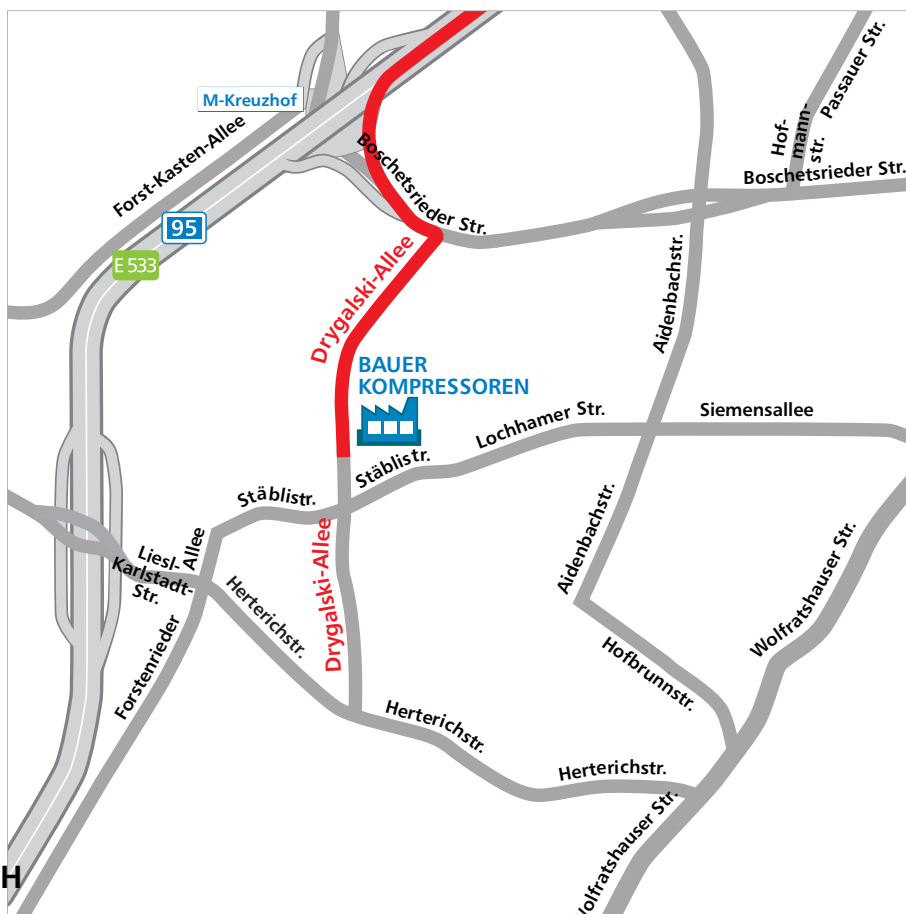 Passauer Str.
M-Kreuzhof
Hof-
mann-
str.
Forst-Kasten-Allee
Boschetsrieder Str.
Boschetsrieder Str.
95
E 533
Drygalski-Allee
Aidenbachstr.
BAUER
KOMPRESSOREN
Siemensallee
Lochhamer Str.
Stäblistr.
Stäblistr.
Aidenbachstr.
Liesl-
Karlstadt-
Str.
Forstenrieder Allee
Drygalski-Allee
Herterichstr.
Wolfratshauser Str.
Hofbrunnstr.
Herterichstr.
Herterichstr.
Wolfratshauser Str.
H